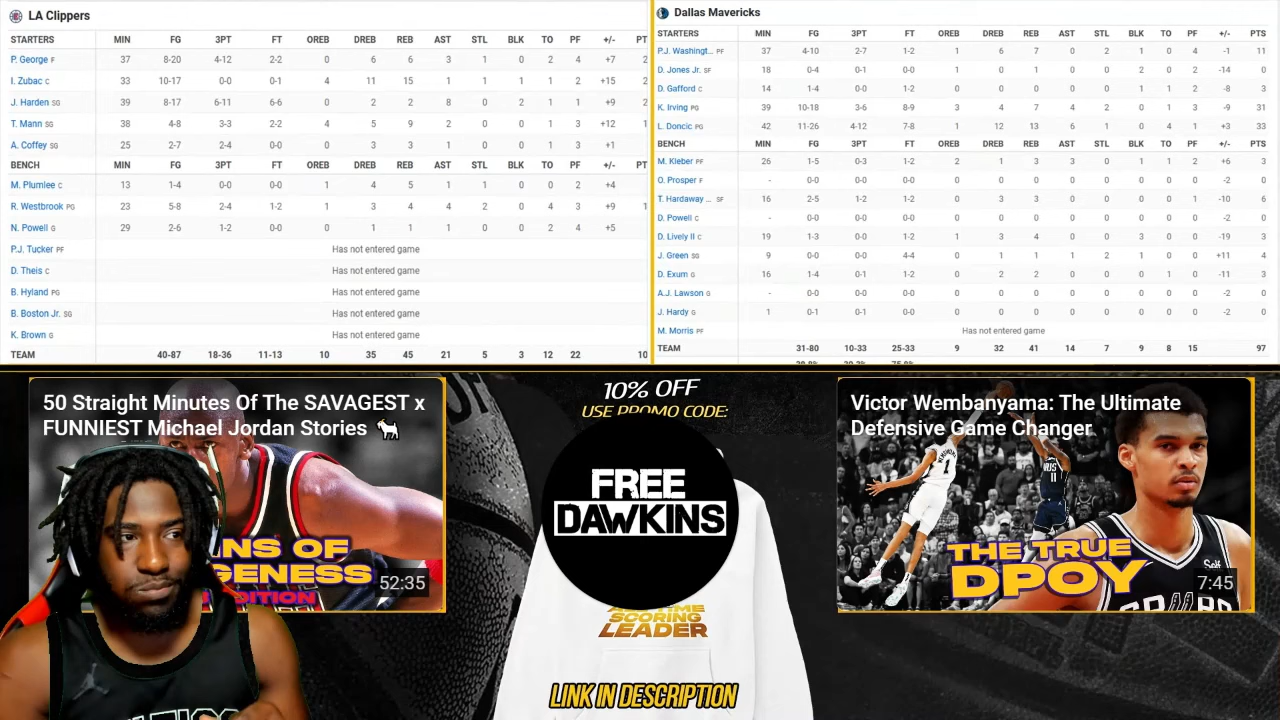 LA Clippers
STARTERS MIN FG 3PT FT OREB DREB REB AST STL BLK TO PF +/- PT
P. George F 37 8-20 4-12 2-2 0 6 6 3 1 1 2 4 +7 2
I. Zubac C 33 10-17 0-0 0-1 4 11 15 1 1 0 1 2 +15 2
J. Harden SG 39 8-17 6-11 6-6 0 2 2 8 0 2 1 1 +9 2
T. Mann SG 38 4-8 3-3 2-2 4 5 9 2 0 0 1 3 +12 1
A. Coffey SG 25 2-7 2-4 0-0 0 3 3 1 0 0 1 3 +1
BENCH MIN FG 3PT FT OREB DREB REB AST STL BLK TO PF +/- PT
M. Plumlee C 13 1-4 0-0 0-0 1 4 5 1 1 0 0 2 +4
R. Westbrook PG 23 5-8 2-4 1-2 1 3 4 4 2 0 4 3 +9 1
N. Powell G 29 2-6 1-2 0-0 0 1 1 1 0 0 2 4 +5
P.J. Tucker PF Has not entered game
D. Theis C Has not entered game
B. Hyland PG Has not entered game
B. Boston Jr. SG Has not entered game
K. Brown G Has not entered game
TEAM 40-87 18-36 11-13 10 35 45 21 5 3 12 22 10
Dallas Mavericks
STARTERS MIN FG 3PT FT OREB DREB REB AST STL BLK TO PF +/- PTS
P.J. Washingt... PF 37 4-10 2-7 1-2 1 6 7 0 2 1 0 4 -1 11
D. Jones Jr. SF 18 0-4 0-1 0-0 1 0 1 0 0 2 0 2 -14 0
D. Gafford C 14 1-4 0-0 1-2 0 3 3 0 0 1 1 2 -8 3
K. Irving PG 39 10-18 3-6 8-9 3 4 7 4 2 0 0 3 -9 31
L. Doncic PG 42 11-26 4-12 7-8 1 12 13 6 1 0 4 1 +3 33
BENCH MIN FG 3PT FT OREB DREB REB AST STL BLK TO PF +/- PTS
M. Kleber PF 26 1-5 0-3 1-2 2 1 3 3 0 1 1 2 +6 3
O. Prosper F - 0-0 0-0 0-0 0 0 0 0 0 0 0 0 -2 0
T. Hardaway ... SF 16 2-5 1-2 1-2 0 3 3 0 0 0 1 1 -10 6
D. Powell C - 0-0 0-0 0-0 0 0 0 0 0 0 0 0 -2 0
D. Lively II C 19 1-3 0-0 1-2 1 3 4 0 0 3 0 2 -19 3
J. Green SG 9 0-0 0-0 4-4 0 1 1 1 2 1 0 0 +11 4
D. Exum G 16 1-4 0-1 1-2 0 2 2 0 0 0 1 0 -11 3
A.J. Lawson G - 0-0 0-0 0-0 0 0 0 0 0 0 0 0 -2 0
J. Hardy G 1 0-1 0-1 0-0 0 0 0 0 0 0 0 0 -2 0
M. Morris PF Has not entered game
TEAM 31-80 10-33 25-33 9 32 41 14 7 9 8 15 97
50 Straight Minutes Of The SAVAGEST x
FUNNIEST Michael Jordan Stories 🐐
52:35
10% OFF
USE PROMO CODE:
FREE
DAWKINS
SCORING
LEADER
LINK IN DESCRIPTION
Victor Wembanyama: The Ultimate
Defensive Game Changer
THE TRUE
DPOY
7:45